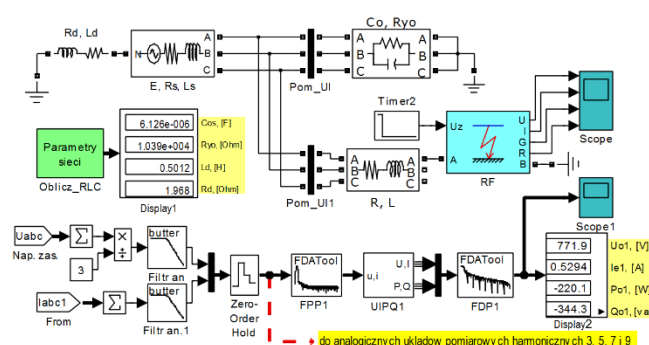 Co, Ryo
Rd, Ld
A
B
C
N
E, Rs, Ls
Pom_UI
A
B
C
A
B
C
Timer2
Uz
A
U
I
G
R
B
RF
Scope
Parametry
sieci
Oblicz_RLC
6.126e-006
1.039e+004
0.5012
1.968
Cos, [F]
Ryo, [Ohm]
Ld, [H]
Rd, [Ohm]
Display1
Pom_UI1
A
B
C
A
B
C
R, L
Scope1
Uabc
Nap. zas.
Σ
×
÷
3
butter
Filtr an
Iabc1
From
Σ
butter
Filtr an.1
Zero-
Order
Hold
FDATool
FPP1
u,i
U,I
P,Q
UIPQ1
FDATool
FDP1
771.9
0.5294
-220.1
-344.3
Uo1, [V]
Ie1, [A]
Po1, [W]
Qo1, [va
Display2
do analogicznych układów pomiarowych harmonicznych 3, 5, 7 i 9